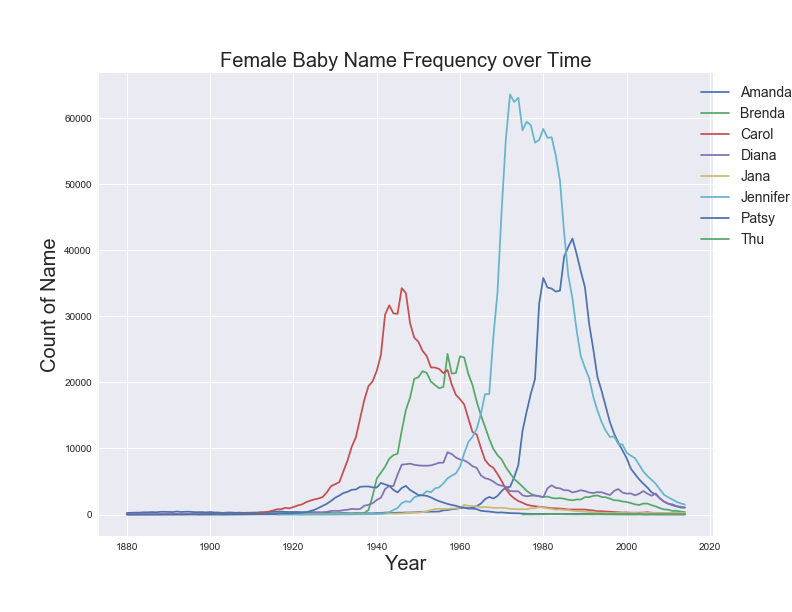 Female Baby Name Frequency over Time
Count of Name
60000
50000
40000
30000
20000
10000
0
1880 1900 1920 1940 1960 1980 2000 2020
Year
Amanda
Brenda
Carol
Diana
Jana
Jennifer
Patsy
Thu